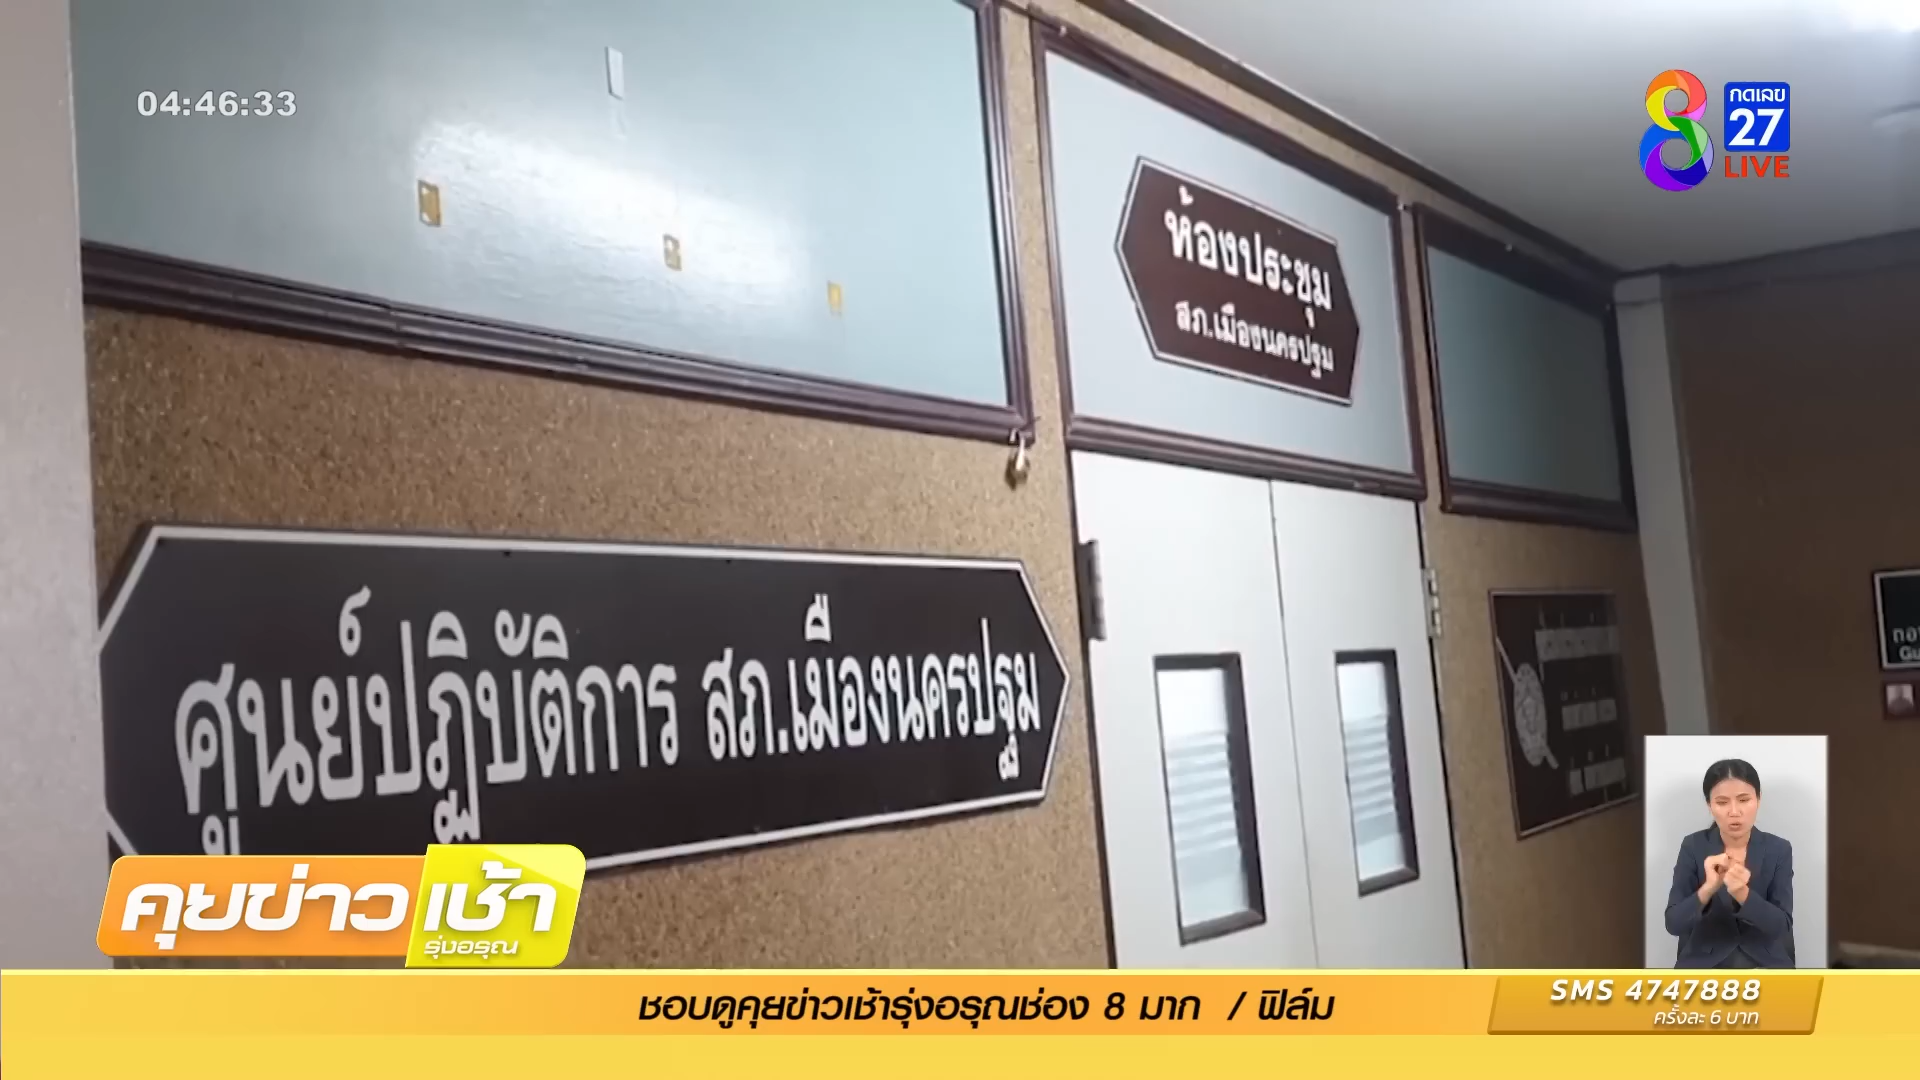 04:46:33
กดเลข
27
LIVE
ห้องประชุม
สภ.เมืองนครปฐม
ศูนย์ปฏิบัติการ สภ.เมืองนครปฐม
คุยข่าวเช้า
รุ่งอรุณ
ชอบดูคุยข่าวเช้ารุ่งอรุณช่อง 8 มาก / ฟิล์ม
SMS 4747888
ครั้งละ 6 บาท